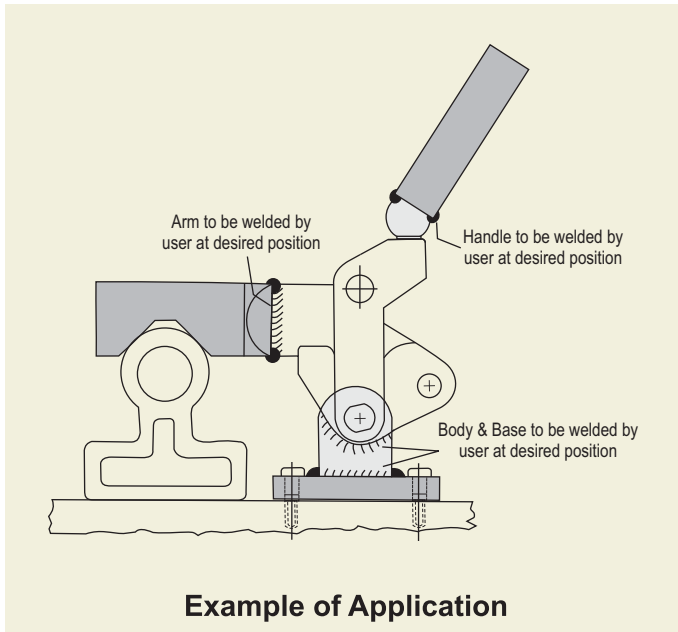 Arm to be welded by
user at desired position
Handle to be welded by
user at desired position
Body & Base to be welded by
user at desired position
Example of Application